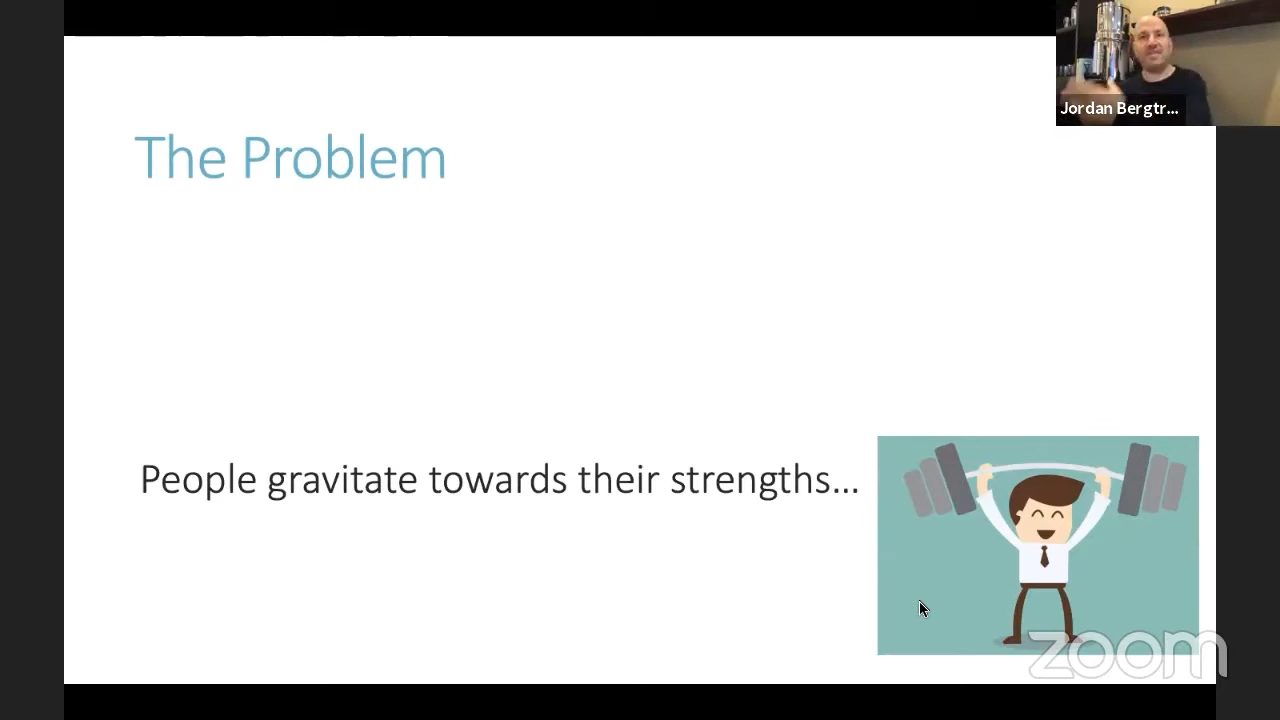 Jordan Bergtr...
The Problem
People gravitate towards their strengths...
zoom